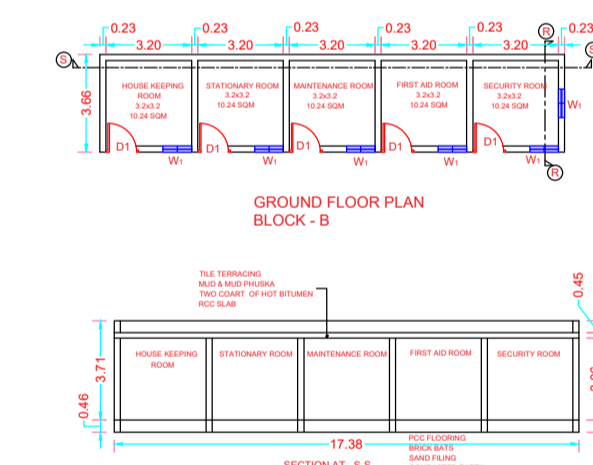 0.23
0.23
0.23
0.23
0.23
0.23
3.20
3.20
3.20
3.20
3.20
R
S
3.66
HOUSE KEEPING
ROOM
3.2x3.2
10.24 SQM
STATIONARY ROOM
3.2x3.2
10.24 SQM
MAINTENANCE ROOM
3.2x3.2
10.24 SQM
FIRST AID ROOM
3.2x3.2
10.24 SQM
SECURITY ROOM
3.2x3.2
10.24 SQM
W1
D1
W1
D1
W1
D1
W1
D1
W1
D1
W1
R
GROUND FLOOR PLAN
BLOCK - B
TILE TERRACING
MUD & MUD PHUSKA
TWO COART OF HOT BITUMEN
RCC SLAB
0.45
3.71
0.46
HOUSE KEEPING
ROOM
STATIONARY ROOM
MAINTENANCE ROOM
FIRST AID ROOM
SECURITY ROOM
17.38
PCC FLOORING
BRICK BATS
SAND FILING
SECTION AT S-S